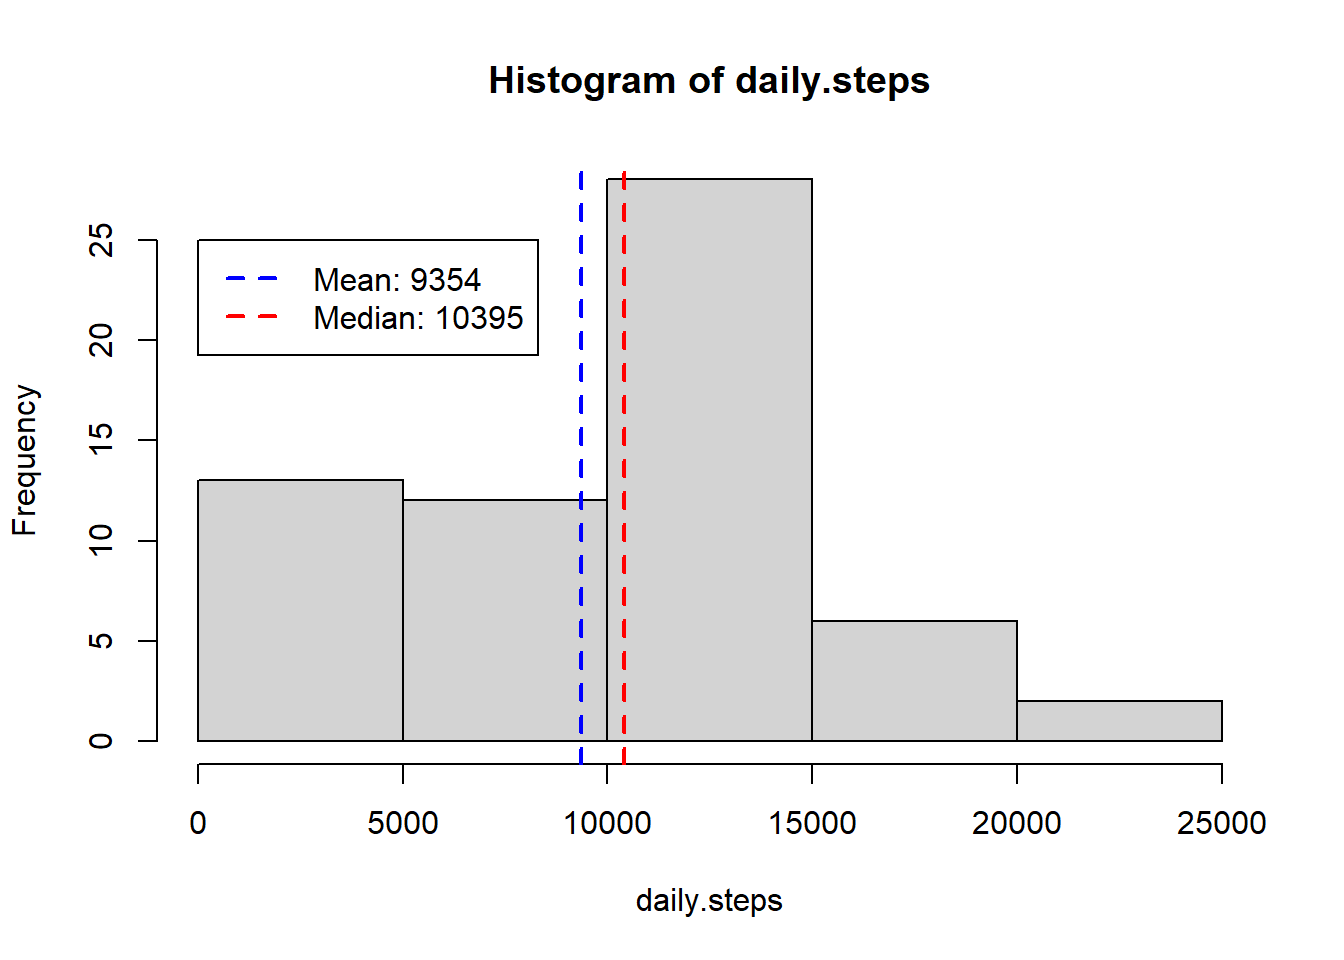 Histogram of daily.steps
Mean: 9354
Median: 10395
Frequency
25
20
15
10
5
0
0 5000 10000 15000 20000 25000
daily.steps